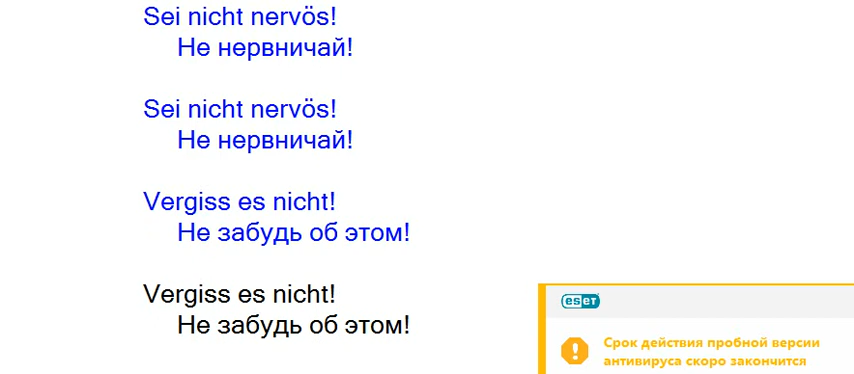 Sei nicht nervös!
Не нервничай!
Sei nicht nervös!
Не нервничай!
Vergiss es nicht!
Не забудь об этом!
Vergiss es nicht!
Не забудь об этом!
eset
Срок действия пробной версии
антивируса скоро закончится